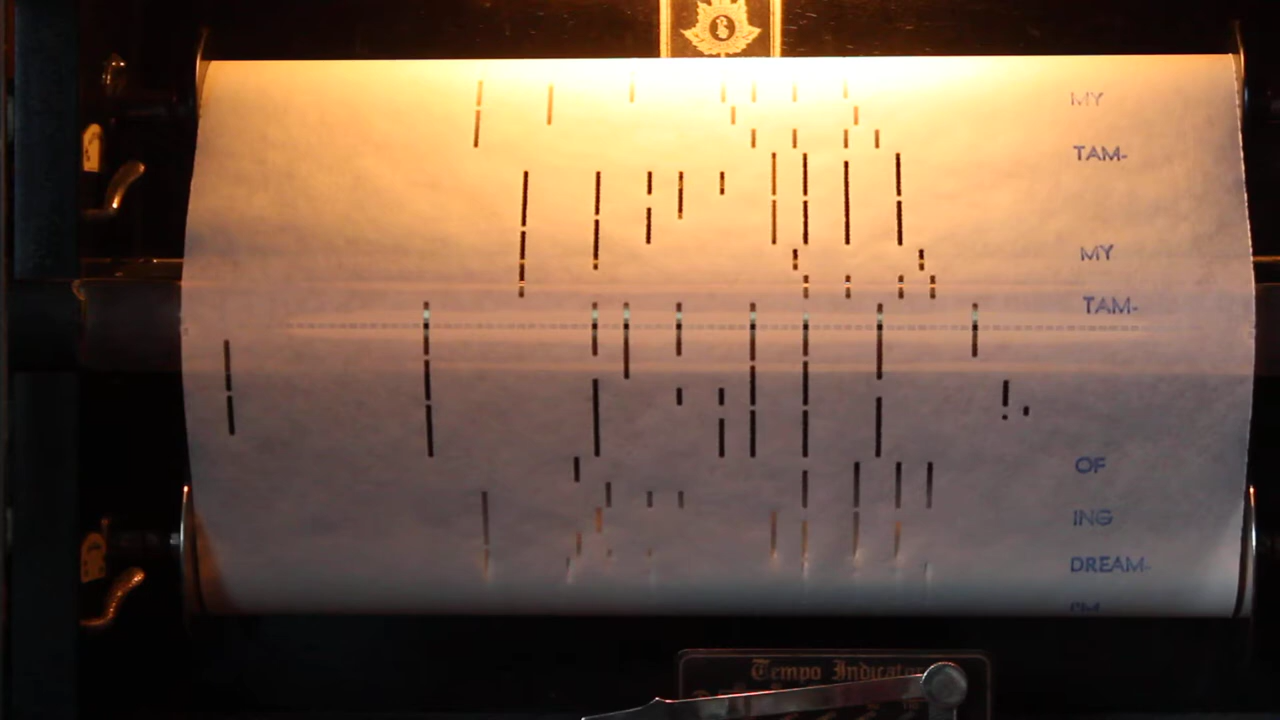 MY
TAM-
MY
TAM-
OF
ING
DREAM-
I'M
Tempo Indicator